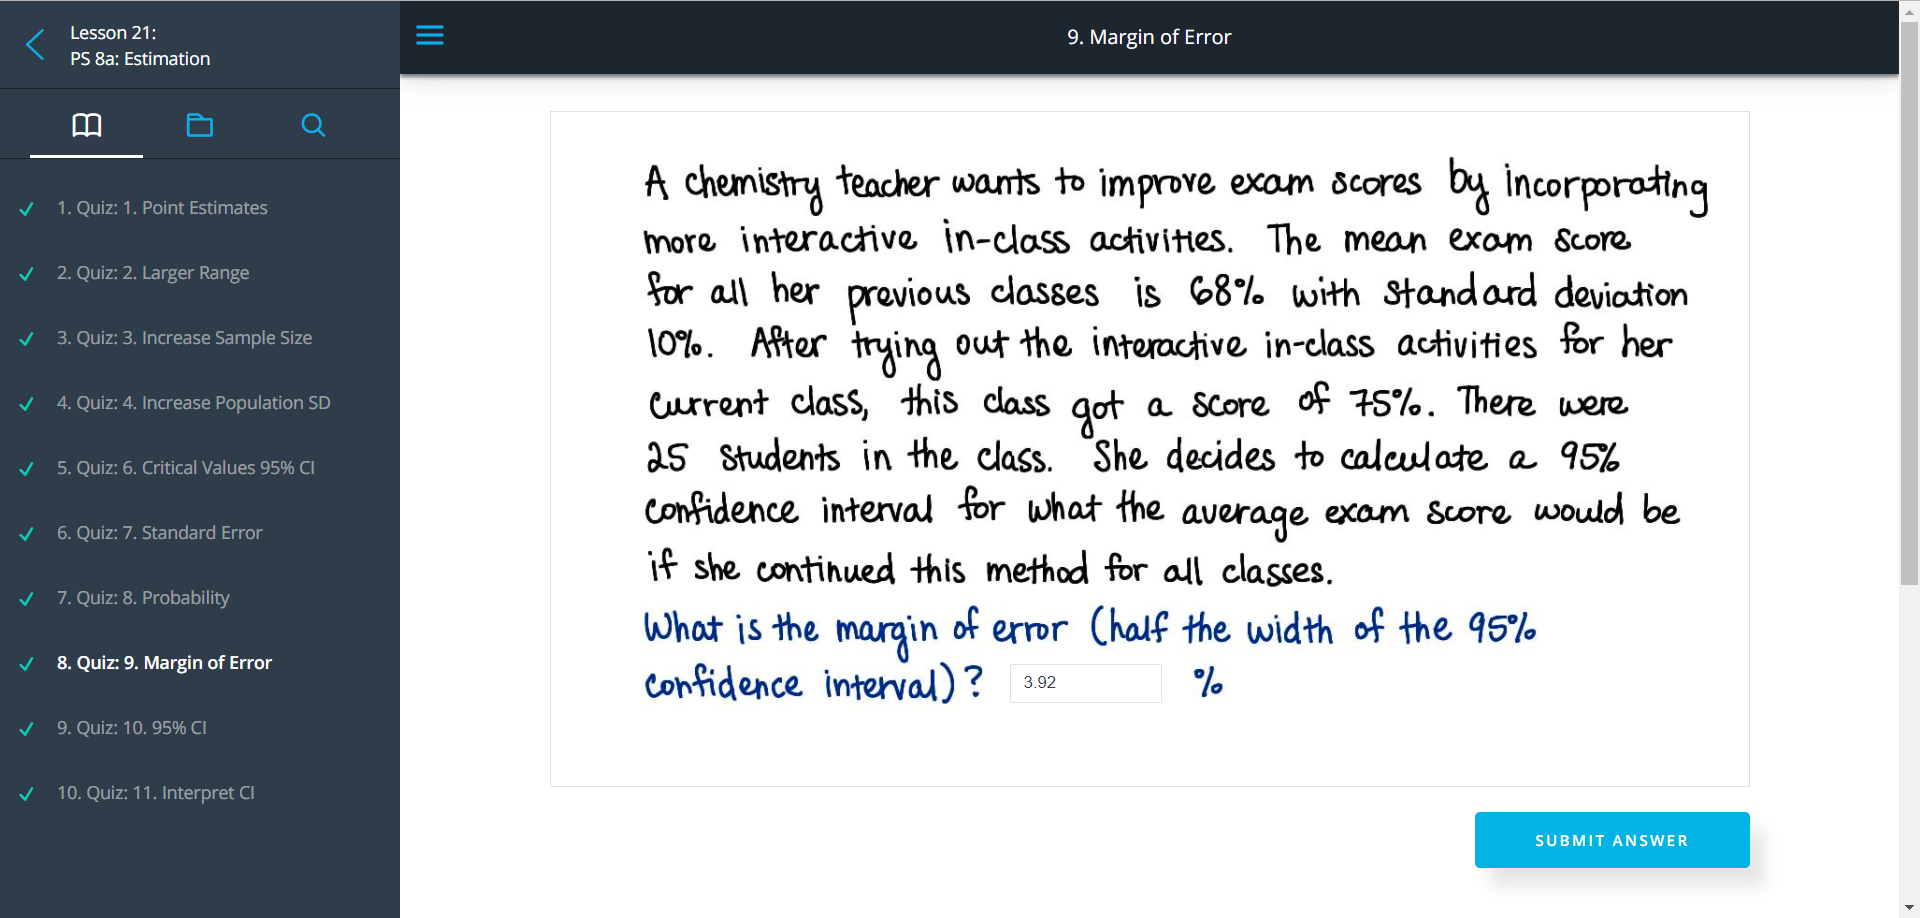 Lesson 21:
PS 8a: Estimation
9. Margin of Error
1. Quiz: 1. Point Estimates
2. Quiz: 2. Larger Range
3. Quiz: 3. Increase Sample Size
4. Quiz: 4. Increase Population SD
5. Quiz: 6. Critical Values 95% CI
6. Quiz: 7. Standard Error
7. Quiz: 8. Probability
8. Quiz: 9. Margin of Error
9. Quiz: 10. 95% CI
10. Quiz: 11. Interpret CI
A chemistry teacher wants to improve exam scores by incorporating
more interactive in-class activities. The mean exam score
for all her previous classes is 68% with standard deviation
10%. After trying out the interactive in-class activities for her
current class, this class got a score of 75%. There were
25 students in the class. She decides to calculate a 95%
confidence interval for what the average exam score would be
if she continued this method for all classes.
What is the margin of error (half the width of the 95%
confidence interval)? 3.92 %
SUBMIT ANSWER